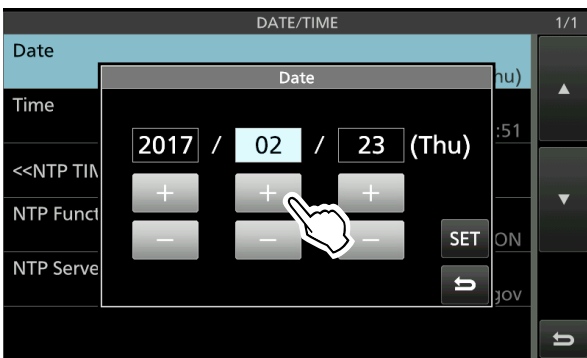 DATE/TIME 1/1
Date
hu)
Date
Time
:51
2017 / 02 / 23 (Thu)
<<NTP TIM
+ + +
NTP Funct
- - - SET ON
NTP Serve
gov